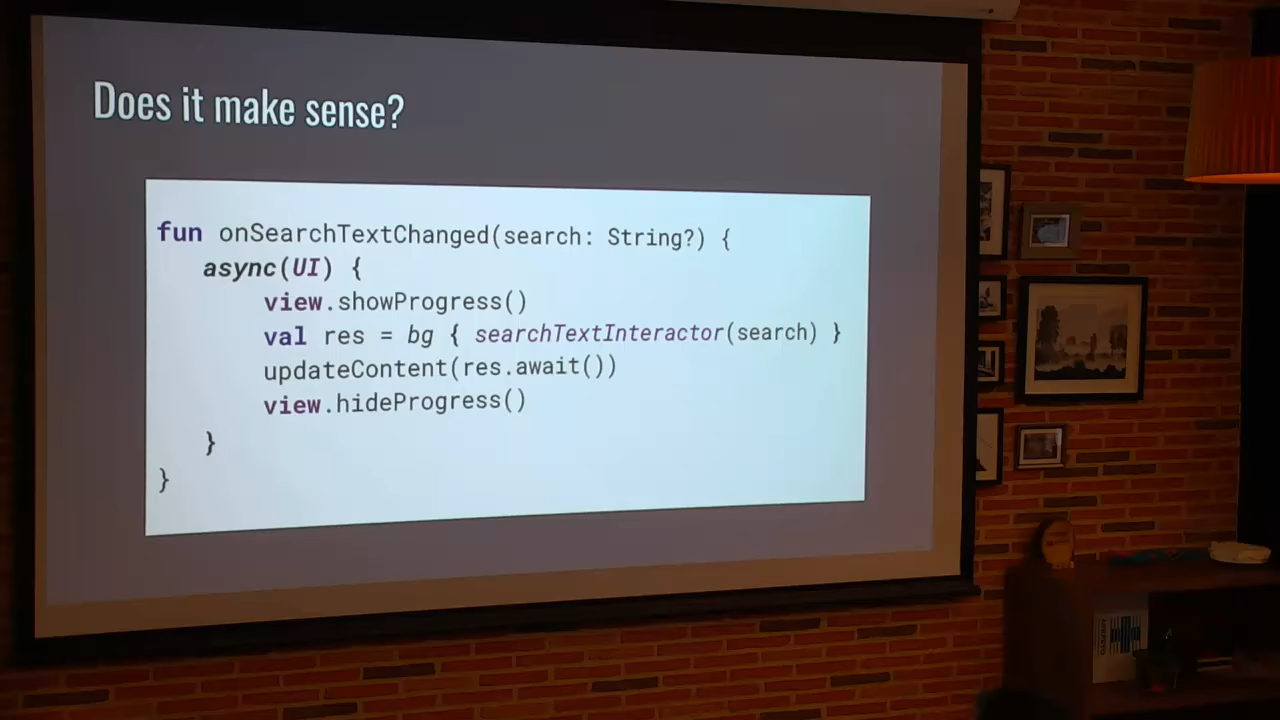 Does it make sense?
fun onSearchTextChanged(search: String?) {
async(UI) {
view.showProgress()
val res = bg { searchTextInteractor(search) }
updateContent(res.await())
view.hideProgress()
}
}